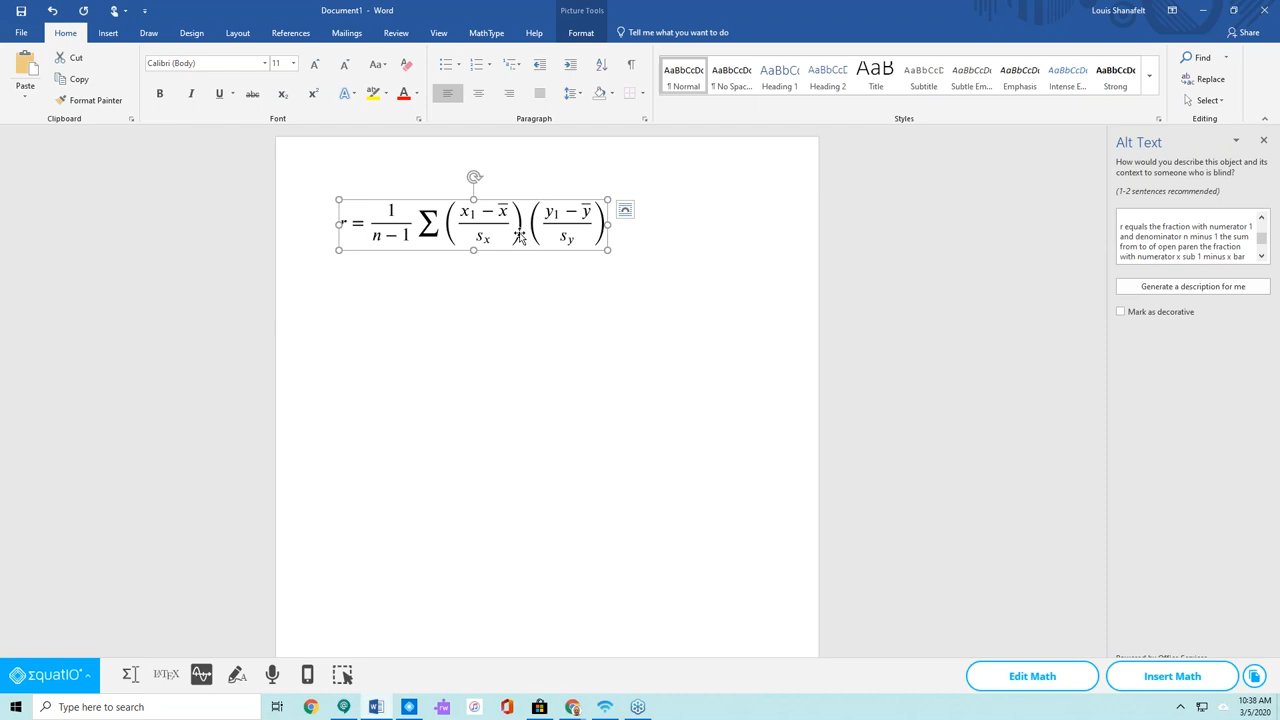 Document1 - Word
Picture Tools
Louis Shanafelt
File
Home
Insert
Draw
Design
Layout
References
Mailings
Review
View
MathType
Help
Format
Tell me what you want to do
Share
Paste
Cut
Copy
Format Painter
Clipboard
Calibri (Body)
11
Font
Paragraph
AaBbCcDc
¶ Normal
AaBbCcDc
¶ No Spac...
AaBbCc
Heading 1
AaBbCcC
Heading 2
AaB
Title
AaBbCcD
Subtitle
AaBbCcDc
Subtle Em...
AaBbCcDc
Emphasis
AaBbCcDc
Intense E...
AaBbCcDc
Strong
Styles
Find
Replace
Select
Editing
r = 1/(n − 1) ∑ ((x₁ − x̅)/sₓ) ((y₁ − y̅)/s_y)
Alt Text
How would you describe this object and its
context to someone who is blind?
(1-2 sentences recommended)
r equals the fraction with numerator 1
and denominator n minus 1 the sum
from to of open paren the fraction
with numerator x sub 1 minus x bar
Generate a description for me
Mark as decorative
Powered by Office Services
ΣquatIO
LATEX
Edit Math
Insert Math
Type here to search
10:38 AM
3/5/2020